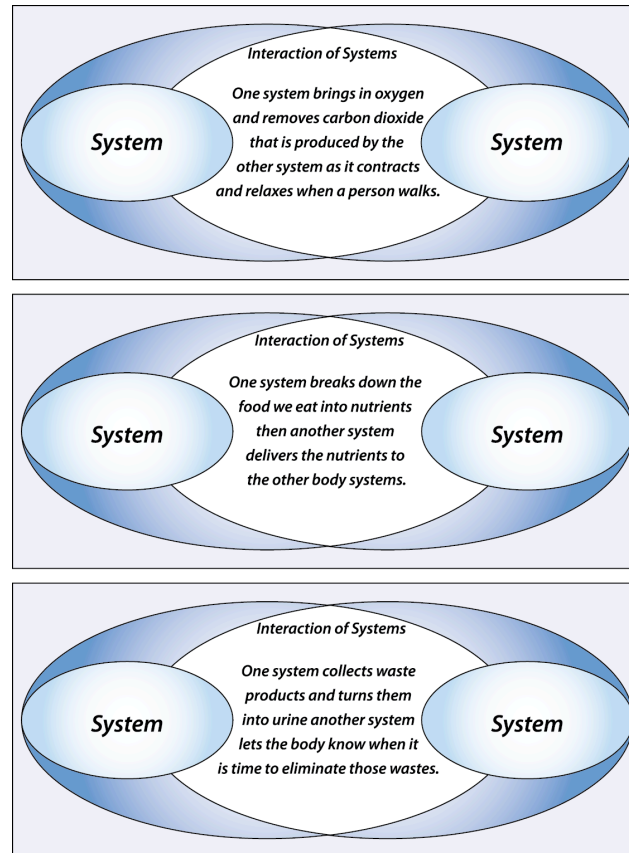 Interaction of Systems
One system brings in oxygen
and removes carbon dioxide
that is produced by the
other system as it contracts
and relaxes when a person walks.
System
System
Interaction of Systems
One system breaks down the
food we eat into nutrients
then another system
delivers the nutrients to
the other body systems.
System
System
Interaction of Systems
One system collects waste
products and turns them
into urine another system
lets the body know when it
is time to eliminate those wastes.
System
System